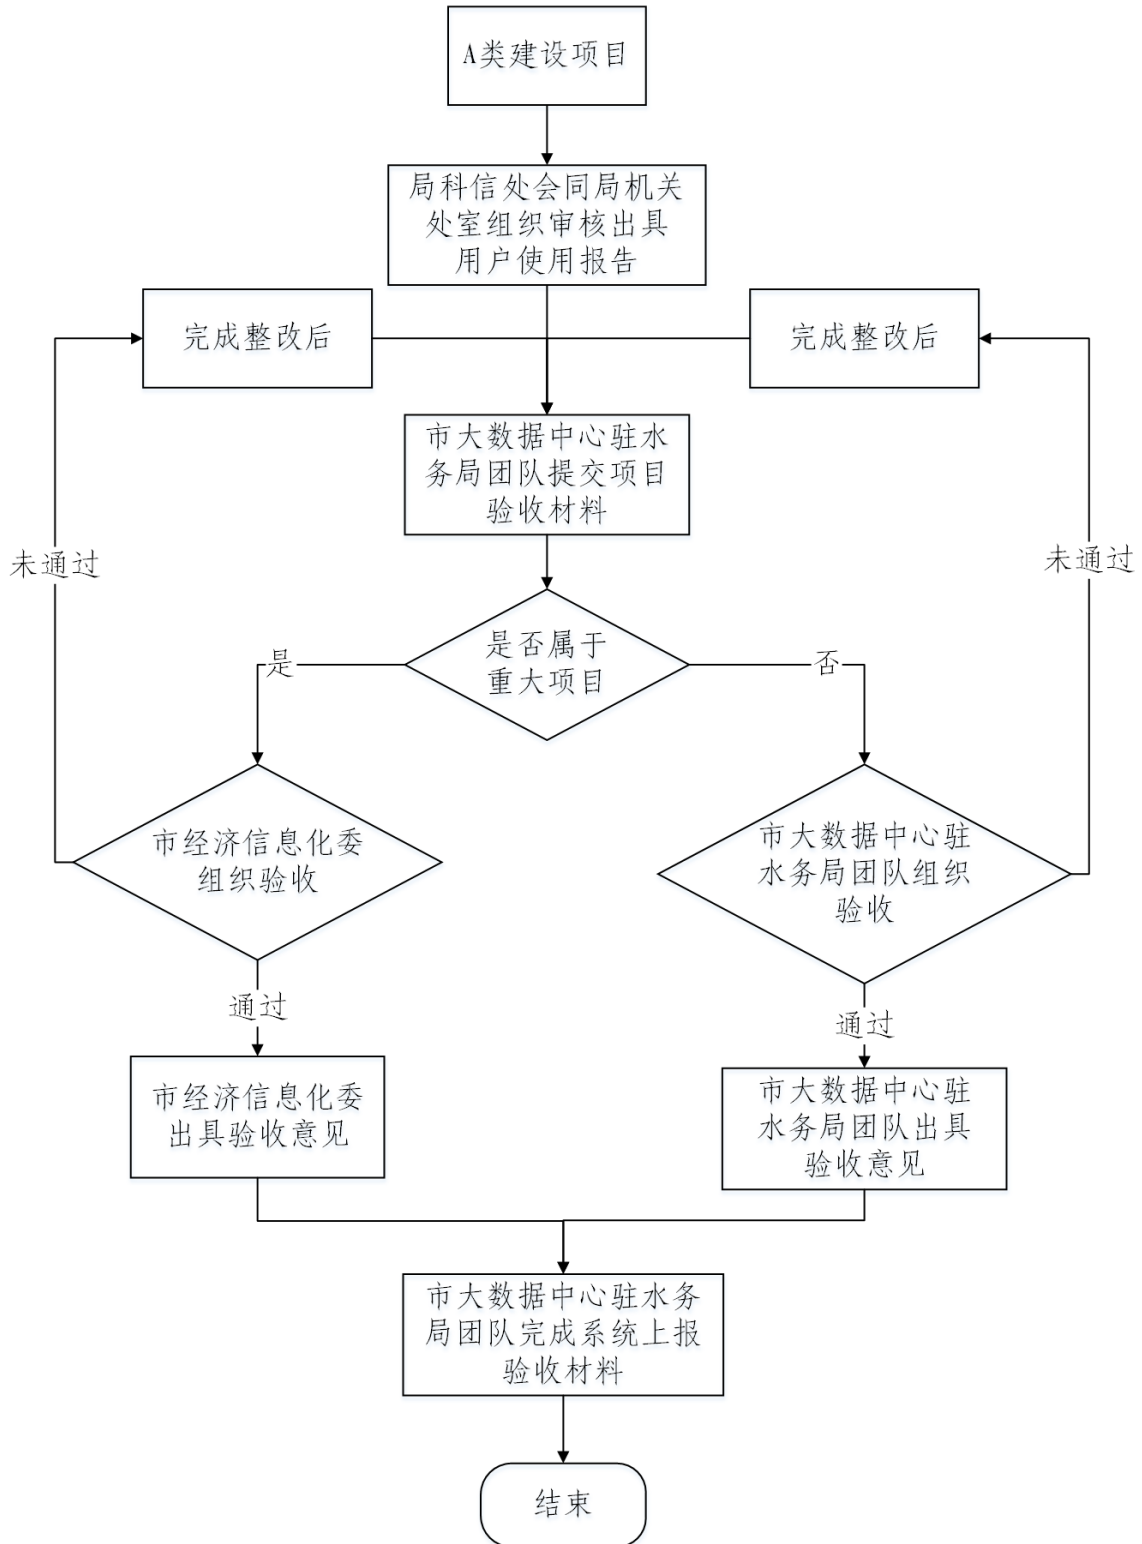 A类建设项目
局科信处会同局机关
处室组织审核出具
用户使用报告
完成整改后
完成整改后
市大数据中心驻水
务局团队提交项目
验收材料
未通过
未通过
是否属于
重大项目
是
否
市经济信息化委
组织验收
市大数据中心驻
水务局团队组织
验收
通过
通过
市经济信息化委
出具验收意见
市大数据中心驻
水务局团队出具
验收意见
市大数据中心驻水务
局团队完成系统上报
验收材料
结束